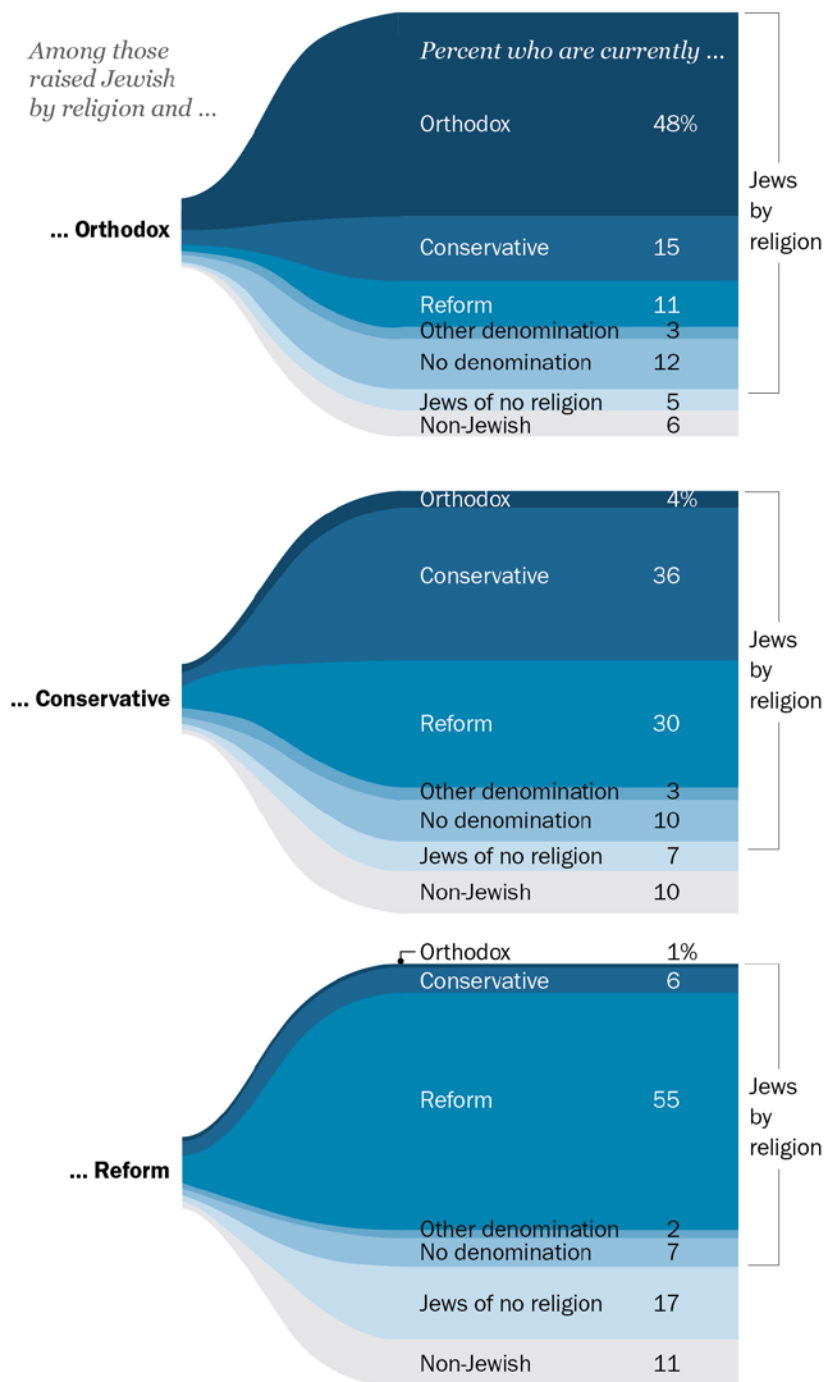 Among those
raised Jewish
by religion and ...
Percent who are currently ...
... Orthodox
Orthodox 48%
Conservative 15
Reform 11
Other denomination 3
No denomination 12
Jews of no religion 5
Non-Jewish 6
Jews
by
religion
... Conservative
Orthodox 4%
Conservative 36
Reform 30
Other denomination 3
No denomination 10
Jews of no religion 7
Non-Jewish 10
Jews
by
religion
... Reform
Orthodox 1%
Conservative 6
Reform 55
Other denomination 2
No denomination 7
Jews of no religion 17
Non-Jewish 11
Jews
by
religion